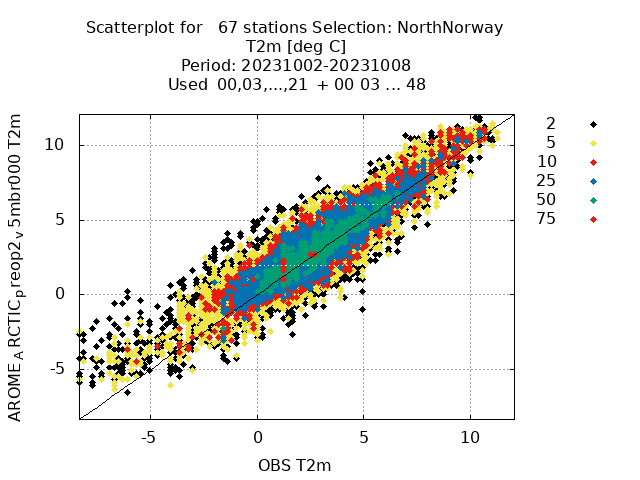 Scatterplot for 67 stations Selection: NorthNorway
T2m [deg C]
Period: 20231002-20231008
Used 00,03,...,21 + 00 03 ... 48
AROME_ARCTIC_preop2_v5mbr000 T2m
10
5
0
-5
-5 0 5 10
OBS T2m
2
5
10
25
50
75